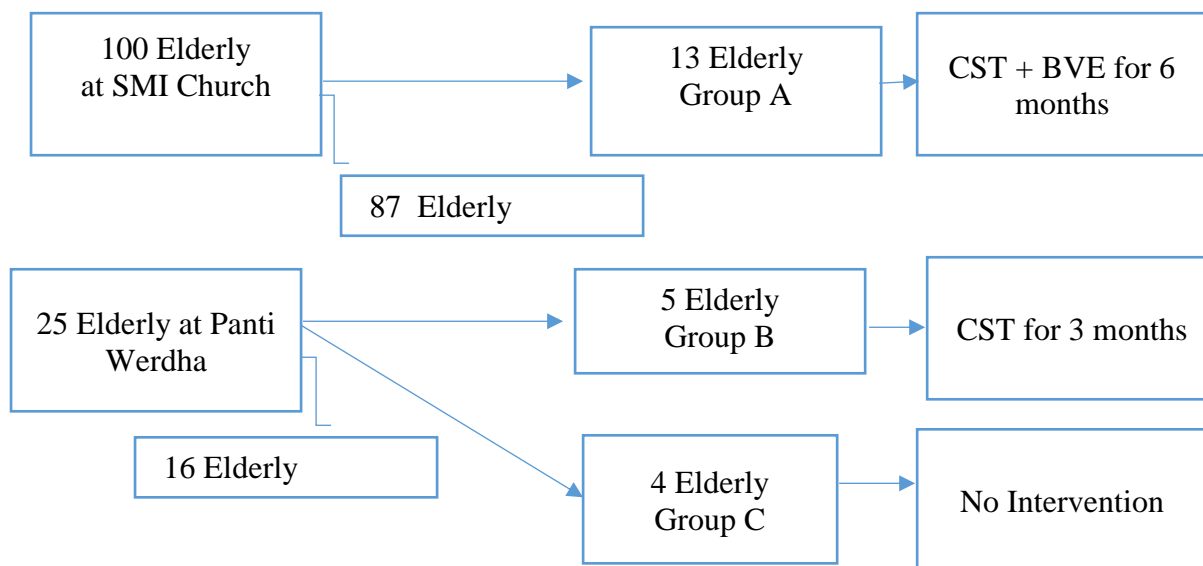 100 Elderly
at SMI Church
13 Elderly
Group A
CST + BVE for 6
months
87 Elderly
25 Elderly at Panti
Werdha
5 Elderly
Group B
CST for 3 months
16 Elderly
4 Elderly
Group C
No Intervention